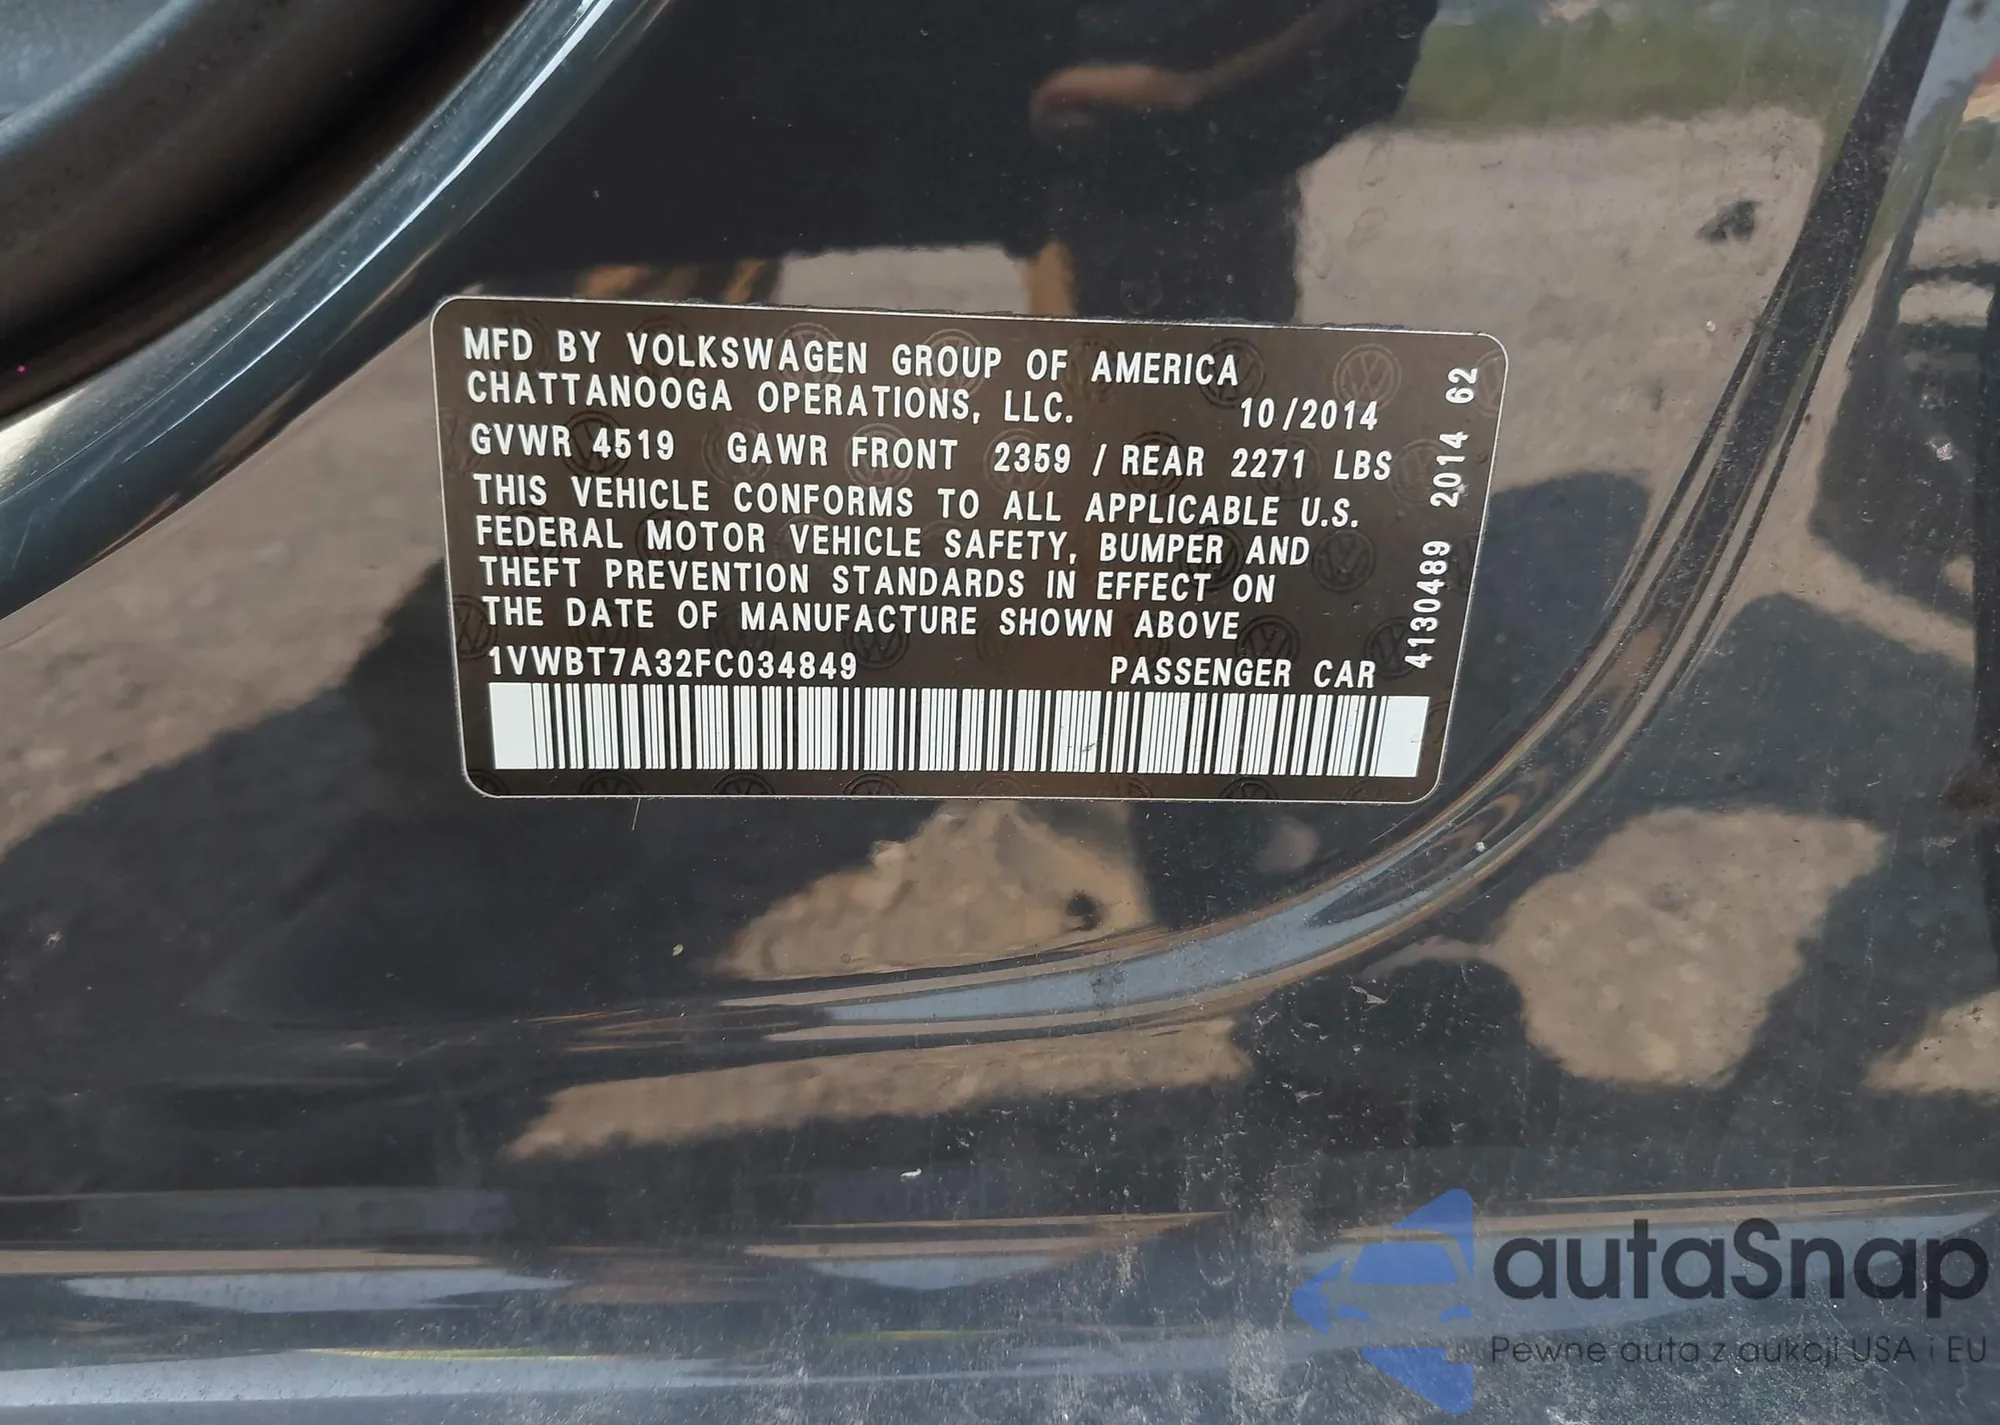 MFD BY VOLKSWAGEN GROUP OF AMERICA
CHATTANOOGA OPERATIONS, LLC. 10/2014
GVWR 4519 GAWR FRONT 2359 / REAR 2271 LBS
THIS VEHICLE CONFORMS TO ALL APPLICABLE U.S.
FEDERAL MOTOR VEHICLE SAFETY, BUMPER AND
THEFT PREVENTION STANDARDS IN EFFECT ON
THE DATE OF MANUFACTURE SHOWN ABOVE
1VWBT7A32FC034849 PASSENGER CAR
4130489 2014 62
autaSnap
Pewne auta z aukcji USA i EU